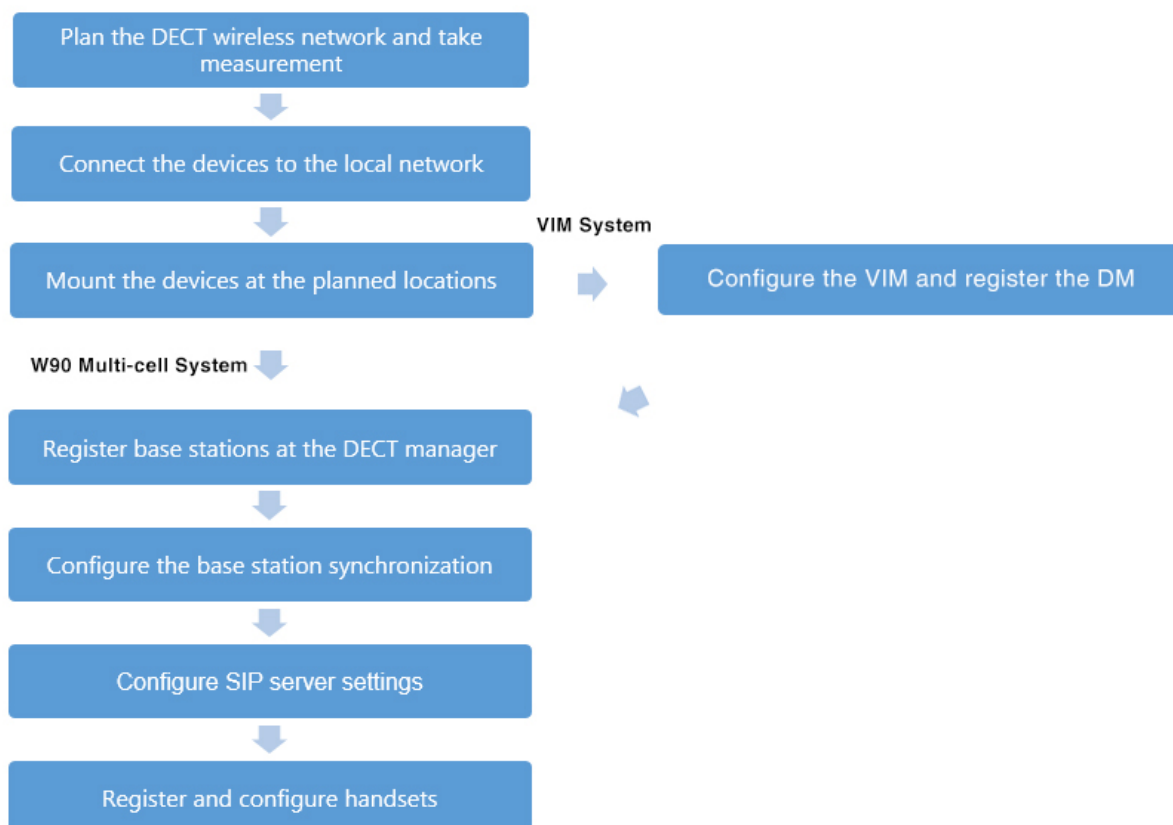 Plan the DECT wireless network and take
measurement
Connect the devices to the local network
VIM System
Mount the devices at the planned locations
Configure the VIM and register the DM
W90 Multi-cell System
Register base stations at the DECT manager
Configure the base station synchronization
Configure SIP server settings
Register and configure handsets